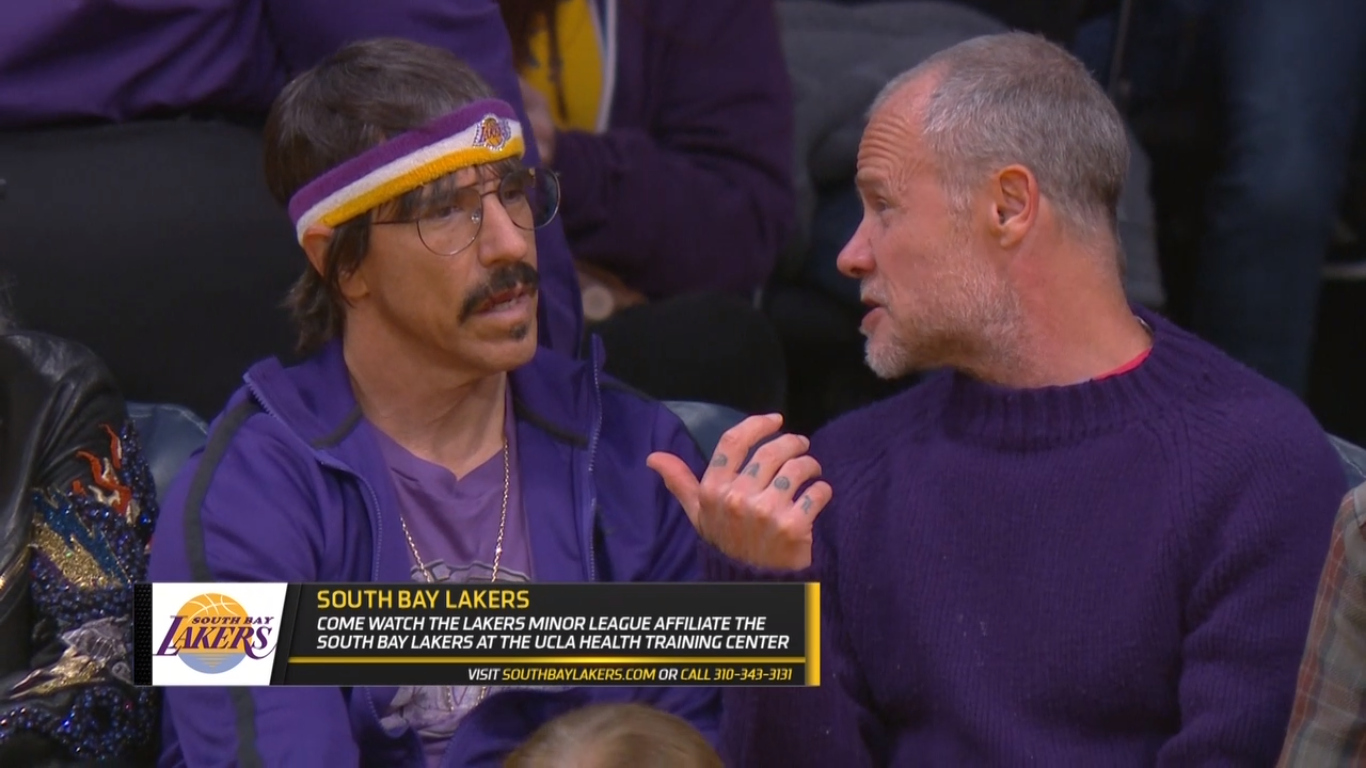 LAKERS
SOUTH BAY
LAKERS
SOUTH BAY LAKERS
COME WATCH THE LAKERS MINOR LEAGUE AFFILIATE THE
SOUTH BAY LAKERS AT THE UCLA HEALTH TRAINING CENTER
VISIT SOUTHBAYLAKERS.COM OR CALL 310-343-3131